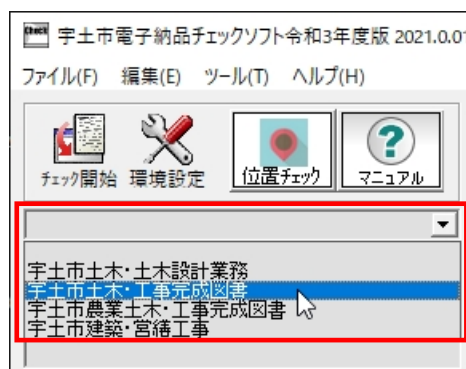 Check 宇土市電子納品チェックソフト令和3年度版 2021.0.01
ファイル(F) 編集(E) ツール(T) ヘルプ(H)
チェック開始 環境設定 位置チェック マニュアル
宇土市土木・土木設計業務
宇土市土木・工事完成図書
宇土市農業土木・工事完成図書
宇土市建築・営繕工事